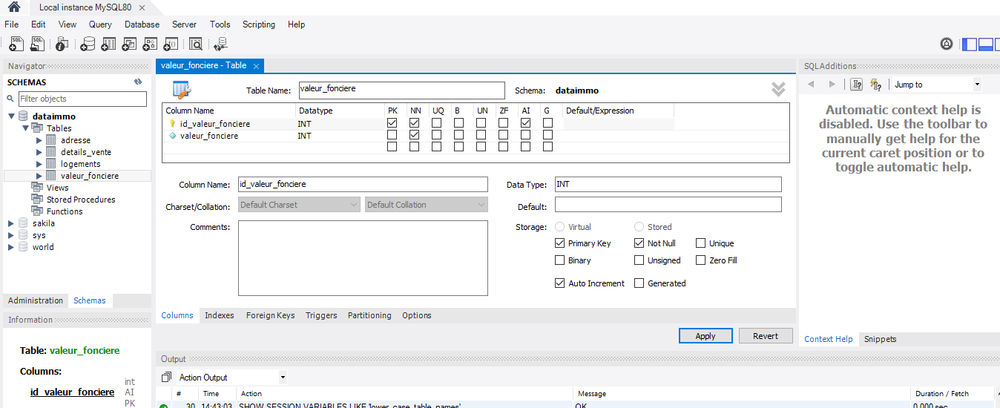 Local instance MySQL80
File Edit View Query Database Server Tools Scripting Help
Navigator
SCHEMAS
Filter objects
dataimmo
Tables
adresse
details_vente
logements
valeur_fonciere
Views
Stored Procedures
Functions
sakila
sys
world
Administration Schemas
Information
Table: valeur_fonciere
Columns:
id_valeur_fonciere int
AI
PK
valeur_fonciere - Table
Table Name: valeur_fonciere Schema: dataimmo
Column Name Datatype PK NN UQ B UN ZF AI G Default/Expression
id_valeur_fonciere INT
valeur_fonciere INT
Column Name: id_valeur_fonciere Data Type: INT
Charset/Collation: Default Charset Default Collation Default:
Comments: Storage: Virtual Stored
Primary Key Not Null Unique
Binary Unsigned Zero Fill
Auto Increment Generated
Columns Indexes Foreign Keys Triggers Partitioning Options
Apply Revert
Output
Action Output
# Time Action Message Duration / Fetch
30 14:43:03 SHOW SESSION VARIABLES LIKE 'lower_case_table_names' OK 0.000 sec
SQLAdditions
Jump to
Automatic context help is
disabled. Use the toolbar to
manually get help for the
current caret position or to
toggle automatic help.
Context Help Snippets